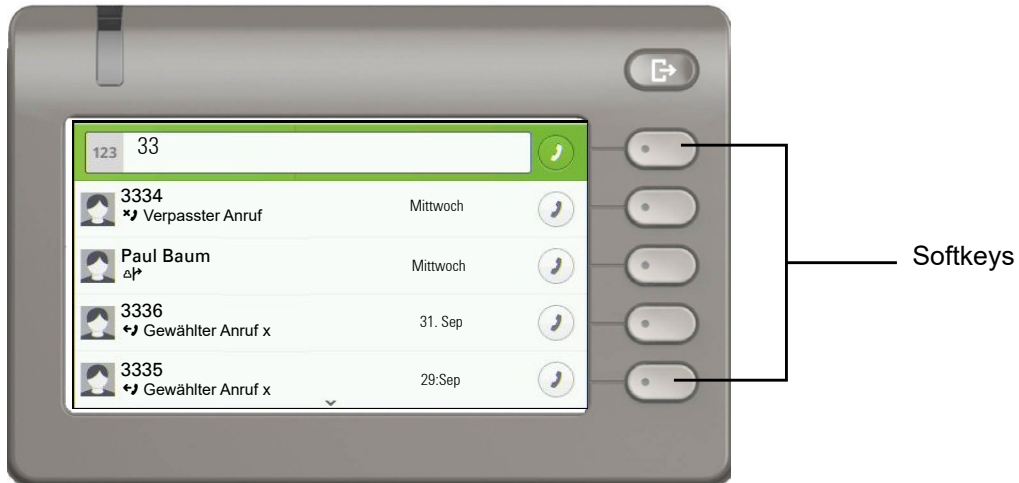 123 33
3334
Verpasster Anruf
Mittwoch
Paul Baum
Mittwoch
3336
Gewählter Anruf x
31. Sep
3335
Gewählter Anruf x
29:Sep
Softkeys